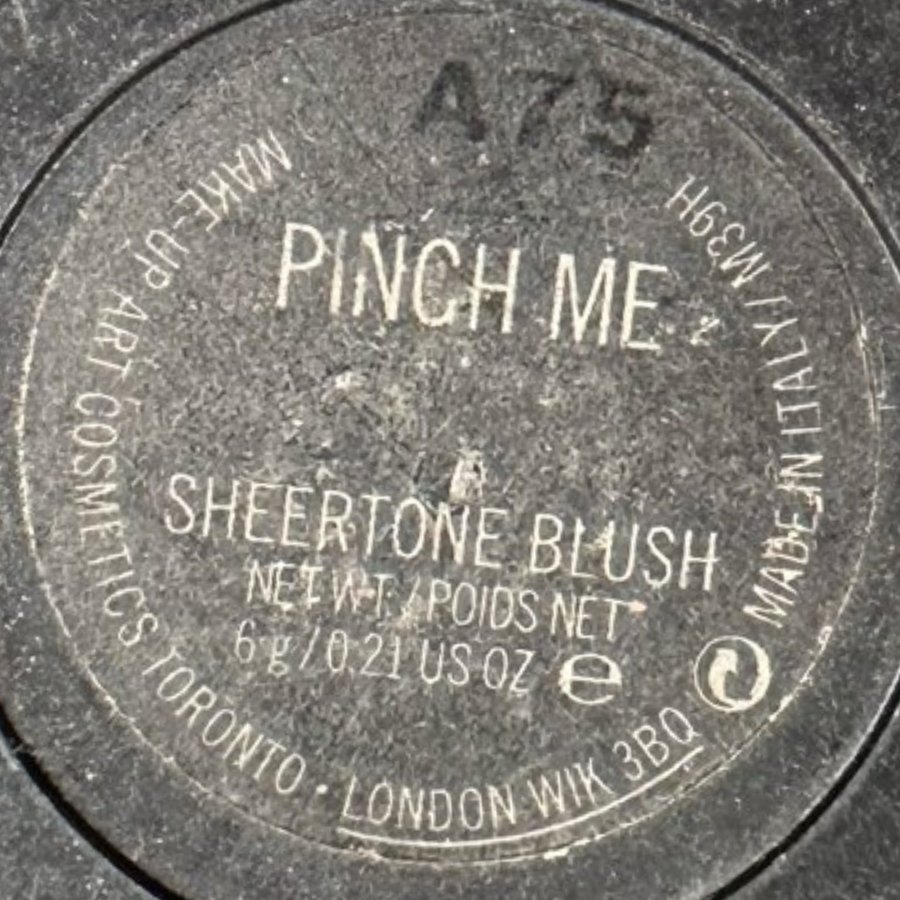 A75
PINCH ME
SHEERTONE BLUSH
NET WT / POIDS NET
6 g / 0.21 US OZ e
MAKE-UP ART COSMETICS TORONTO · LONDON W1K 3BQ
MADE IN ITALY / M39H